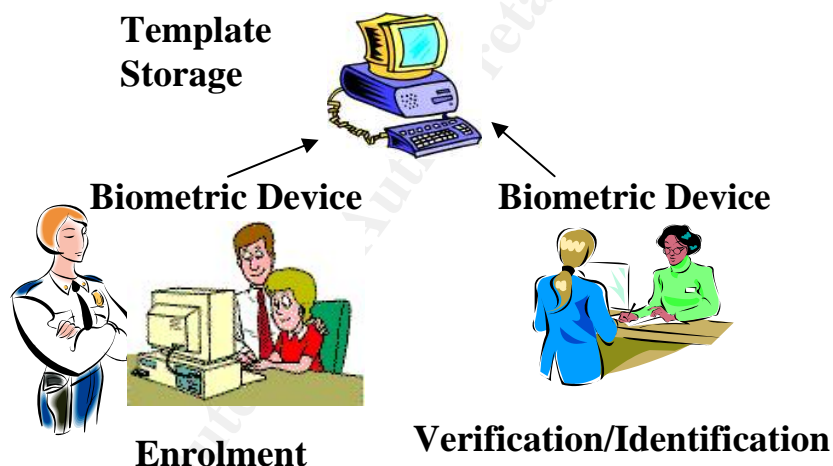 Template
Storage
Biometric Device
Biometric Device
Enrolment
Verification/Identification